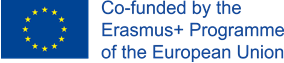 Co-funded by the
Erasmus+ Programme
of the European Union